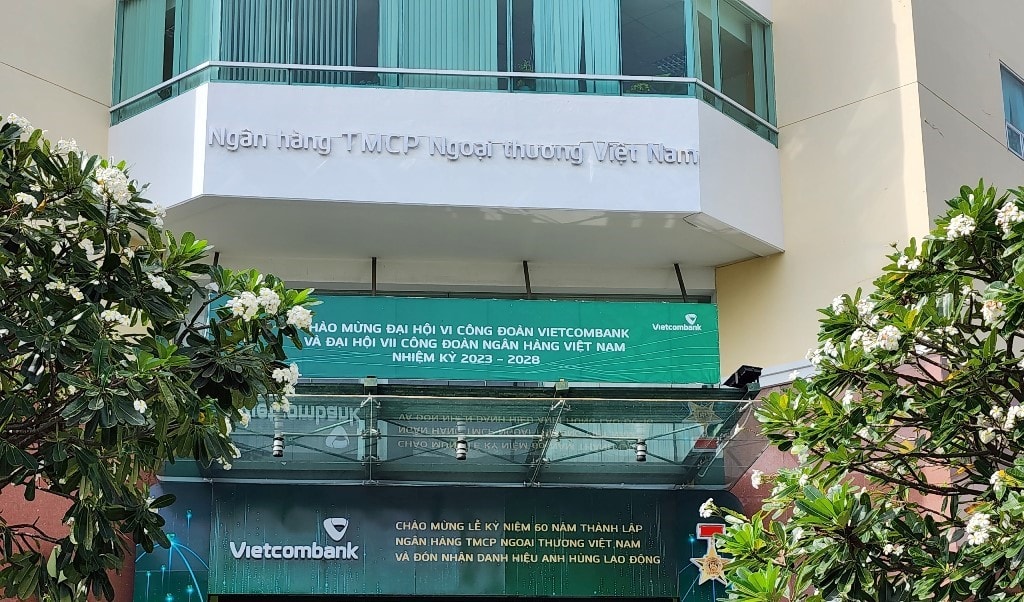 Ngân hàng TMCP Ngoại thương Việt Nam
CHÀO MỪNG ĐẠI HỘI VI CÔNG ĐOÀN VIETCOMBANK
VÀ ĐẠI HỘI VII CÔNG ĐOÀN NGÂN HÀNG VIỆT NAM
NHIỆM KỲ 2023 - 2028
Vietcombank
Vietcombank
CHÀO MỪNG LỄ KỶ NIỆM 60 NĂM THÀNH LẬP
NGÂN HÀNG TMCP NGOẠI THƯƠNG VIỆT NAM
VÀ ĐÓN NHẬN DANH HIỆU ANH HÙNG LAO ĐỘNG